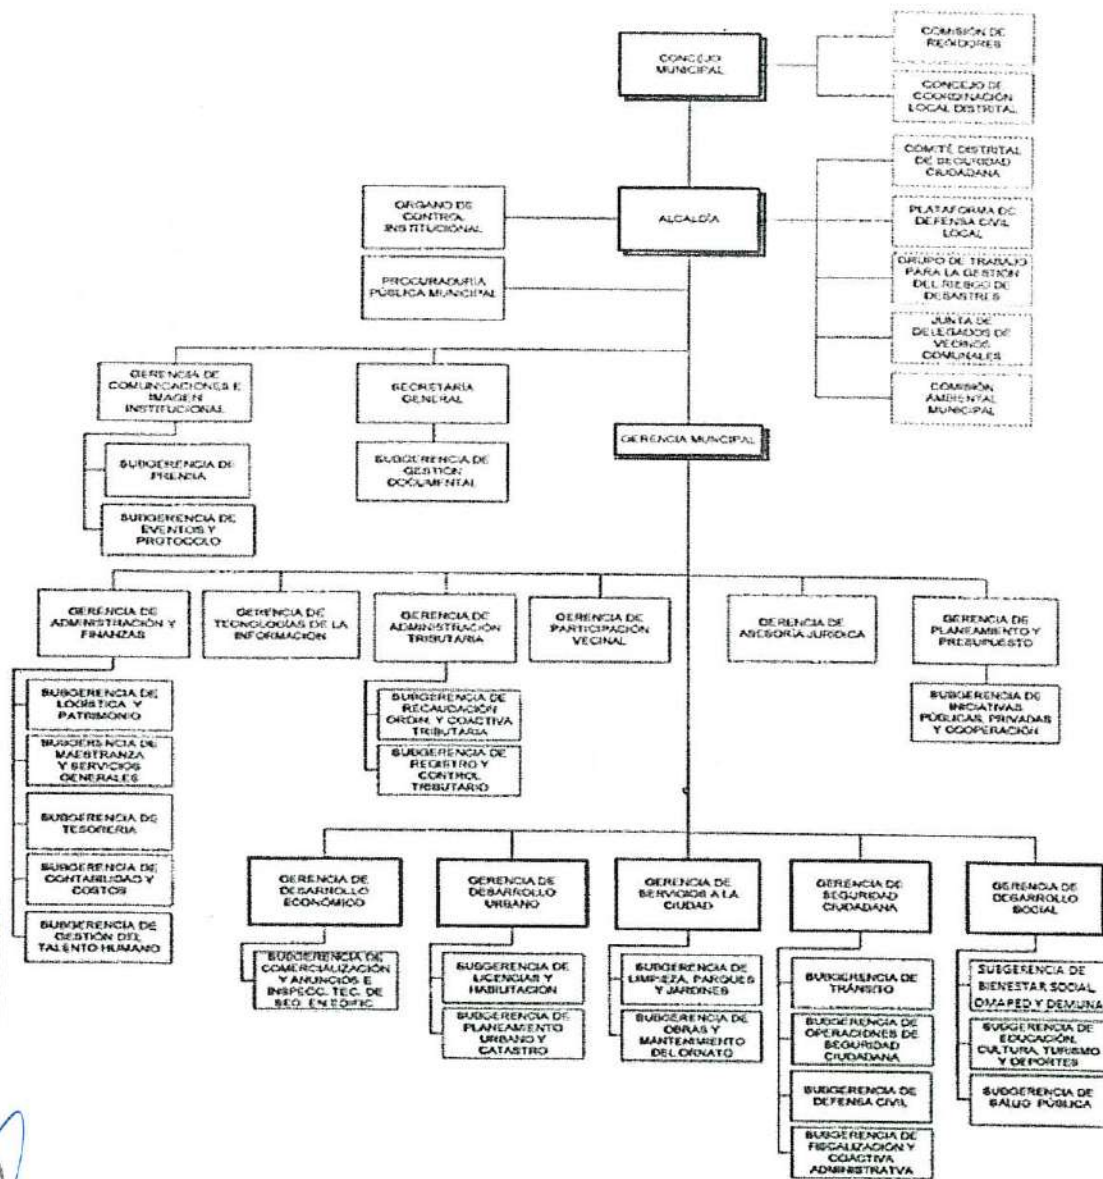 CONCEJO
MUNICIPAL
COMISIÓN DE
REGIDORES
CONCEJO DE
COORDINACIÓN
LOCAL DISTRITAL
COMITÉ DISTRITAL
DE SEGURIDAD
CIUDADANA
ÓRGANO DE
CONTROL
INSTITUCIONAL
ALCALDÍA
PLATAFORMA DE
DEFENSA CIVIL
LOCAL
PROCURADURÍA
PÚBLICA MUNICIPAL
GRUPO DE TRABAJO
PARA LA GESTIÓN
DEL RIESGO DE
DESASTRES
JUNTA DE
DELEGADOS DE
VECINOS
COMUNALES
COMISIÓN
AMBIENTAL
MUNICIPAL
GERENCIA DE
COMUNICACIONES E
IMAGEN
INSTITUCIONAL
SECRETARÍA
GENERAL
GERENCIA MUNCIPAL
SUBGERENCIA DE
PRENSA
SUBGERENCIA DE
GESTIÓN
DOCUMENTAL
SUBGERENCIA DE
EVENTOS Y
PROTOCOLO
GERENCIA DE
ADMINISTRACIÓN Y
FINANZAS
GERENCIA DE
TECNOLOGÍAS DE LA
INFORMACIÓN
GERENCIA DE
ADMINISTRACIÓN
TRIBUTARIA
GERENCIA DE
PARTICIPACIÓN
VECINAL
GERENCIA DE
ASESORÍA JURÍDICA
GERENCIA DE
PLANEAMIENTO Y
PRESUPUESTO
SUBGERENCIA DE
LOGÍSTICA Y
PATRIMONIO
SUBGERENCIA DE
MAESTRANZA
Y SERVICIOS
GENERALES
SUBGERENCIA DE
TESORERIA
SUBGERENCIA DE
CONTABILIDAD Y
COSTOS
SUBGERENCIA DE
GESTIÓN DEL
TALENTO HUMANO
SUBGERENCIA DE
RECAUDACIÓN
ORDIN. Y COACTIVA
TRIBUTARIA
SUBGERENCIA DE
REGISTRO Y
CONTROL
TRIBUTARIO
SUBGERENCIA DE
INICIATIVAS
PÚBLICAS, PRIVADAS
Y COOPERACIÓN
GERENCIA DE
DESARROLLO
ECONÓMICO
GERENCIA DE
DESARROLLO
URBANO
GERENCIA DE
SERVICIOS A LA
CIUDAD
GERENCIA DE
SEGURIDAD
CIUDADANA
GERENCIA DE
DESARROLLO
SOCIAL
SUBGERENCIA DE
COMERCIALIZACIÓN
Y ANUNCIOS E
INSPECC. TEC. DE
SEG. EN EDIFIC.
SUBGERENCIA DE
LICENCIAS Y
HABILITACIÓN
SUBGERENCIA DE
PLANEAMIENTO
URBANO Y
CATASTRO
SUBGERENCIA DE
LIMPIEZA, PARQUES
Y JARDINES
SUBGERENCIA DE
OBRAS Y
MANTENIMIENTO
DEL ORNATO
SUBGERENCIA DE
TRÁNSITO
SUBGERENCIA DE
OPERACIONES DE
SEGURIDAD
CIUDADANA
SUBGERENCIA DE
DEFENSA CIVIL
SUBGERENCIA DE
FISCALIZACIÓN Y
COACTIVA
ADMINISTRATVA
SUBGERENCIA DE
BIENESTAR SOCIAL,
OMAPED Y DEMUNA
SUBGERENCIA DE
EDUCACIÓN,
CULTURA, TURISMO
Y DEPORTES
SUBGERENCIA DE
SALUD PÚBLICA